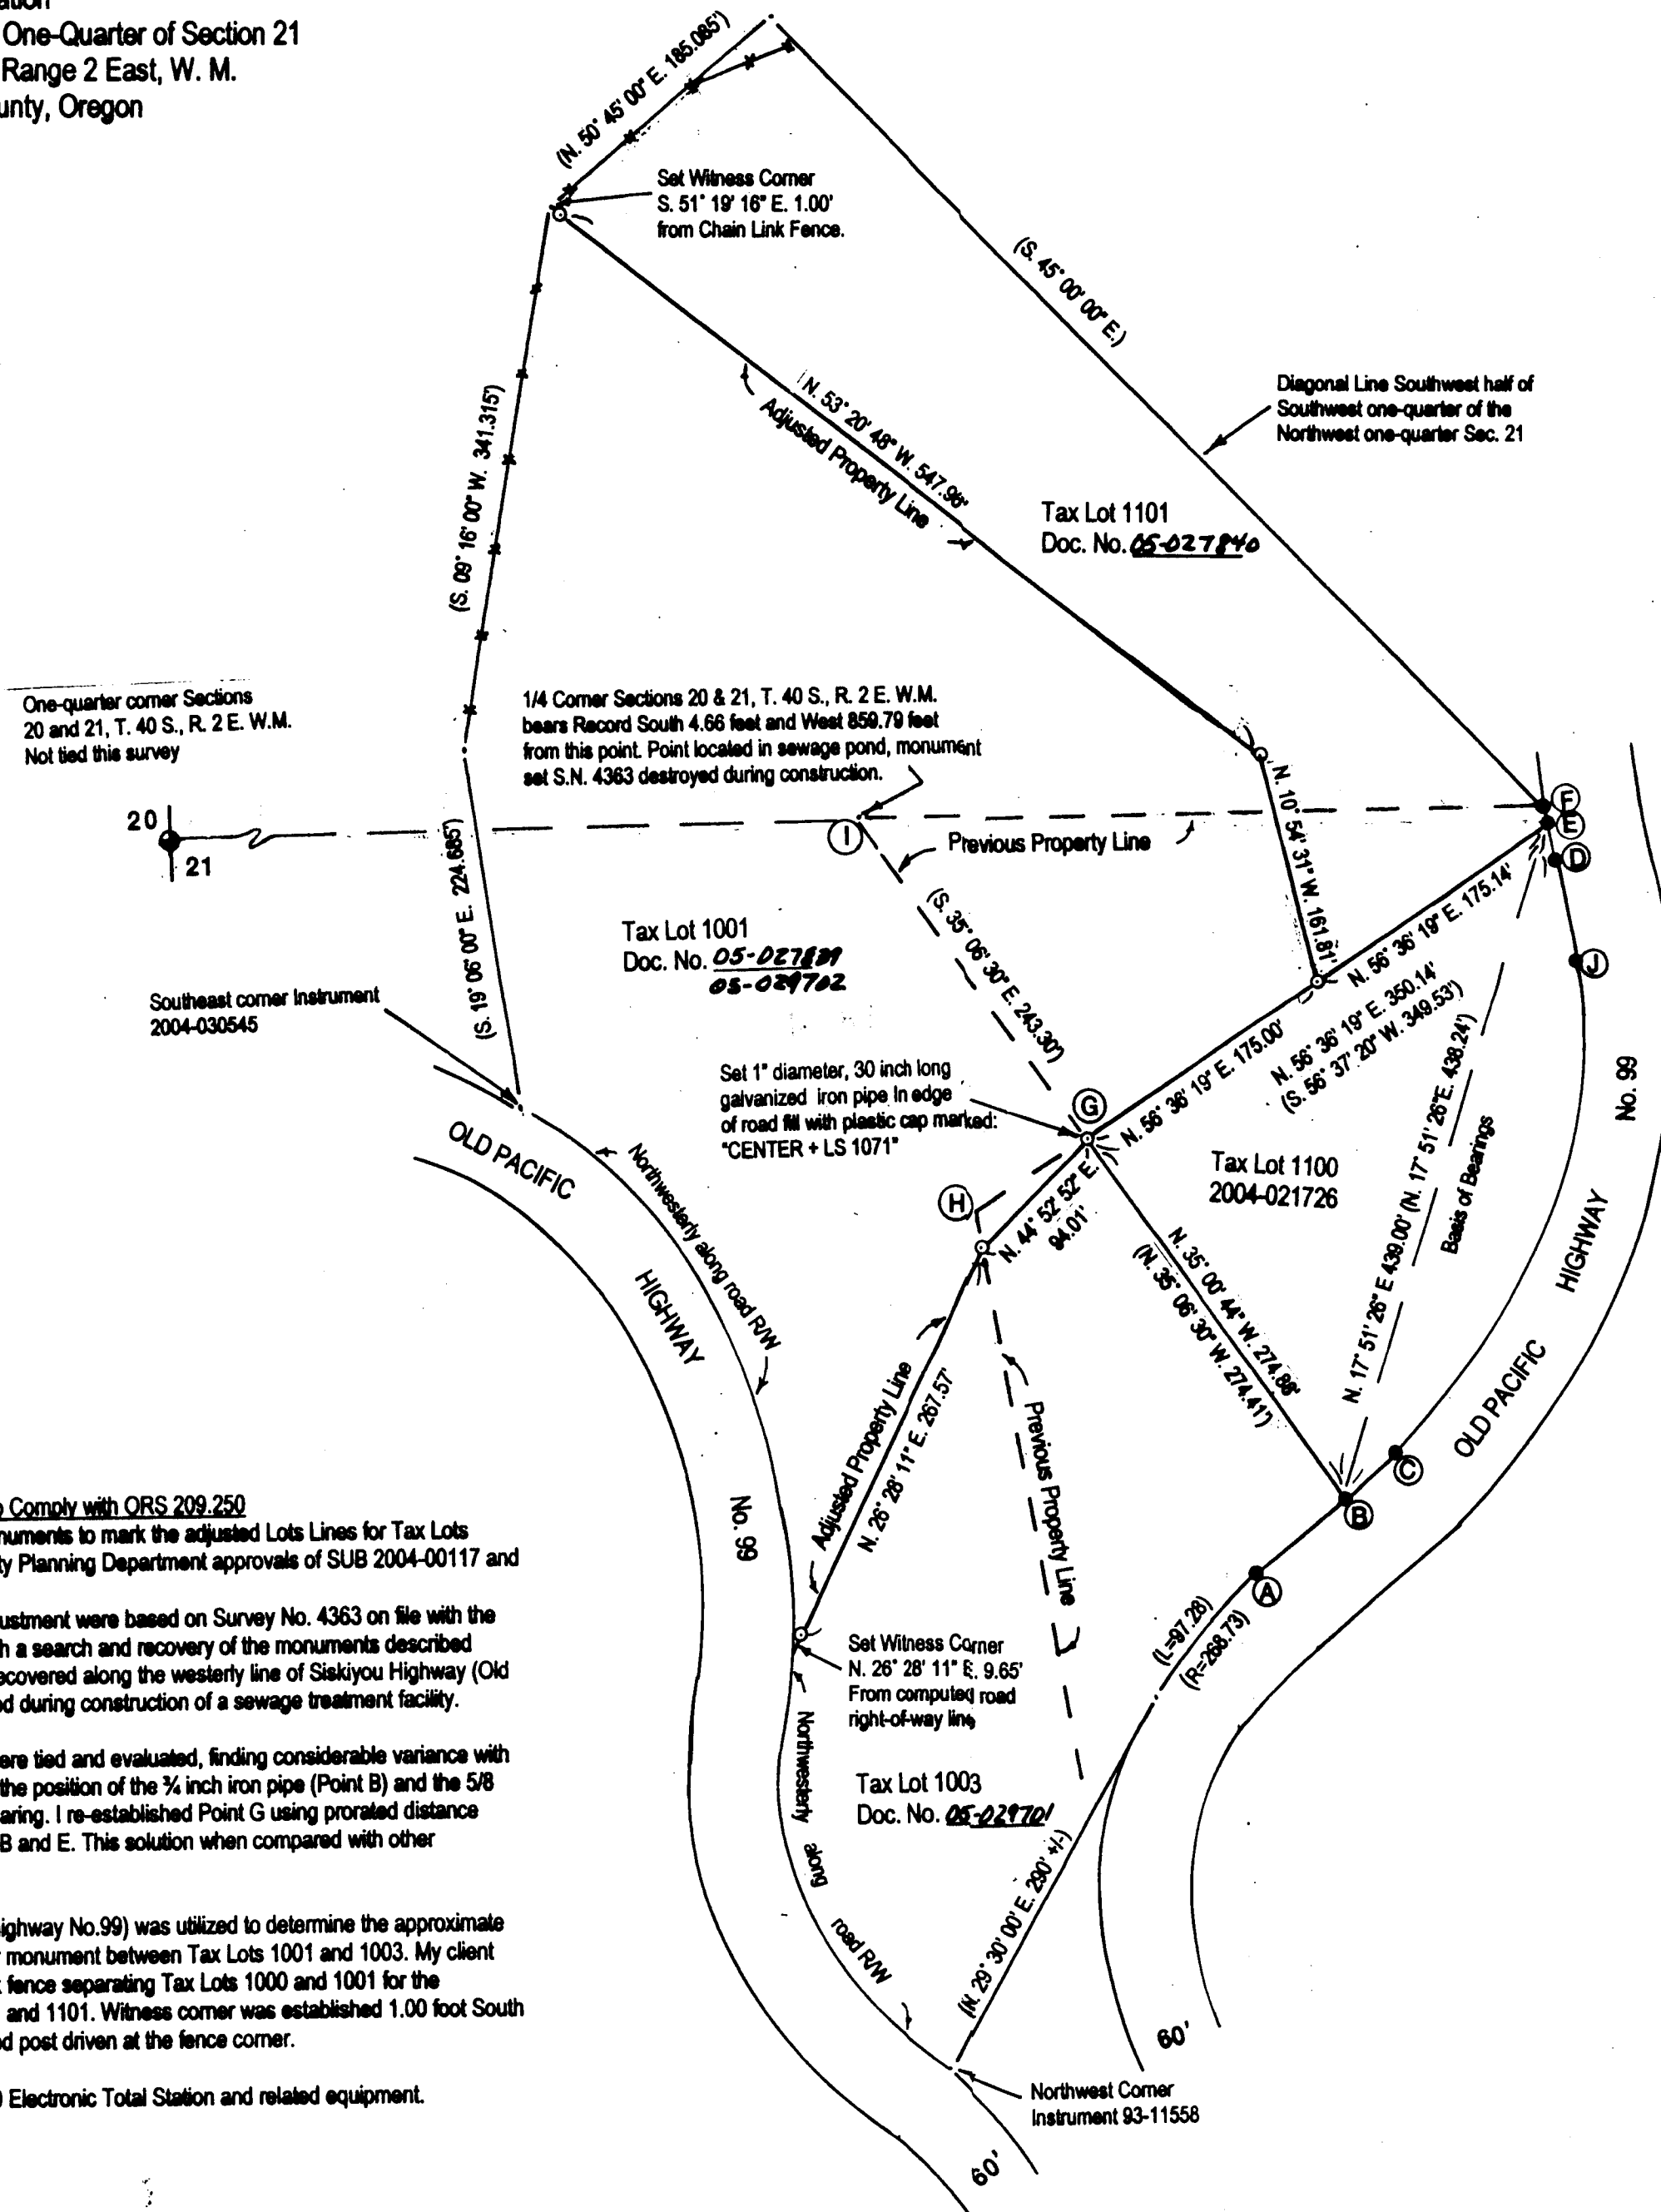 One-Quarter of Section 21
Range 2 East, W. M.
unty, Oregon
(N. 50° 45' 00" E. 185.085')
Set Witness Corner
S. 51° 19' 16" E. 1.00'
from Chain Link Fence.
(S. 45° 00' 00" E.)
Diagonal Line Southwest half of
Southwest one-quarter of the
Northwest one-quarter Sec. 21
(S. 09° 16' 00" W. 341.315')
N. 53° 20' 48" W. 547.96'
Adjusted Property Line
Tax Lot 1101
Doc. No. 05-027840
One-quarter corner Sections
20 and 21, T. 40 S., R. 2 E. W.M.
Not tied this survey
1/4 Corner Sections 20 & 21, T. 40 S., R. 2 E. W.M.
bears Record South 4.66 feet and West 859.79 feet
from this point. Point located in sewage pond, monument
set S.N. 4363 destroyed during construction.
20
21
I
Previous Property Line
N. 10° 54' 31" W. 161.81'
F
E
D
J
(S. 19° 06' 00" E. 224.685')
Tax Lot 1001
Doc. No. 05-027839
05-029702
(S. 35° 06' 30" E. 243.30')
N. 56° 36' 19" E. 175.14'
N. 56° 36' 19" E. 350.14'
(S. 56° 37' 20" W. 349.53')
N. 56° 36' 19" E. 175.00'
Southeast corner Instrument
2004-030545
Set 1" diameter, 30 inch long
galvanized iron pipe in edge
of road fill with plastic cap marked:
"CENTER + LS 1071"
G
No. 99
OLD PACIFIC
Northwesterly along road R/W
HIGHWAY
No. 99
H
N. 44° 52' 52" E.
94.01'
Tax Lot 1100
2004-021726
N. 17° 51' 26" E 439.00' (N. 17° 51' 26" E. 438.24')
Basis of Bearings
HIGHWAY
OLD PACIFIC
N. 35° 00' 44" W. 274.86'
(N. 35° 06' 30" W. 274.41')
Adjusted Property Line
N. 26° 28' 11" E. 267.57'
Previous Property Line
C
B
A
(L=97.28)
(R=268.73)
Comply with ORS 209.250
numents to mark the adjusted Lots Lines for Tax Lots
ty Planning Department approvals of SUB 2004-00117 and
ustment were based on Survey No. 4363 on file with the
h a search and recovery of the monuments described
ecovered along the westerly line of Siskiyou Highway (Old
ed during construction of a sewage treatment facility.
ere tied and evaluated, finding considerable variance with
the position of the ¾ inch iron pipe (Point B) and the 5/8
earing. I re-established Point G using prorated distance
B and E. This solution when compared with other
ighway No.99) was utilized to determine the approximate
monument between Tax Lots 1001 and 1003. My client
fence separating Tax Lots 1000 and 1001 for the
and 1101. Witness corner was established 1.00 foot South
d post driven at the fence corner.
Electronic Total Station and related equipment.
Set Witness Corner
N. 26° 28' 11" E. 9.65'
From computed road
right-of-way line
Northwesterly along road R/W
Tax Lot 1003
Doc. No. 05-029701
(N. 29° 30' 00" E. 290' +/-)
60'
Northwest Corner
Instrument 93-11558
60'